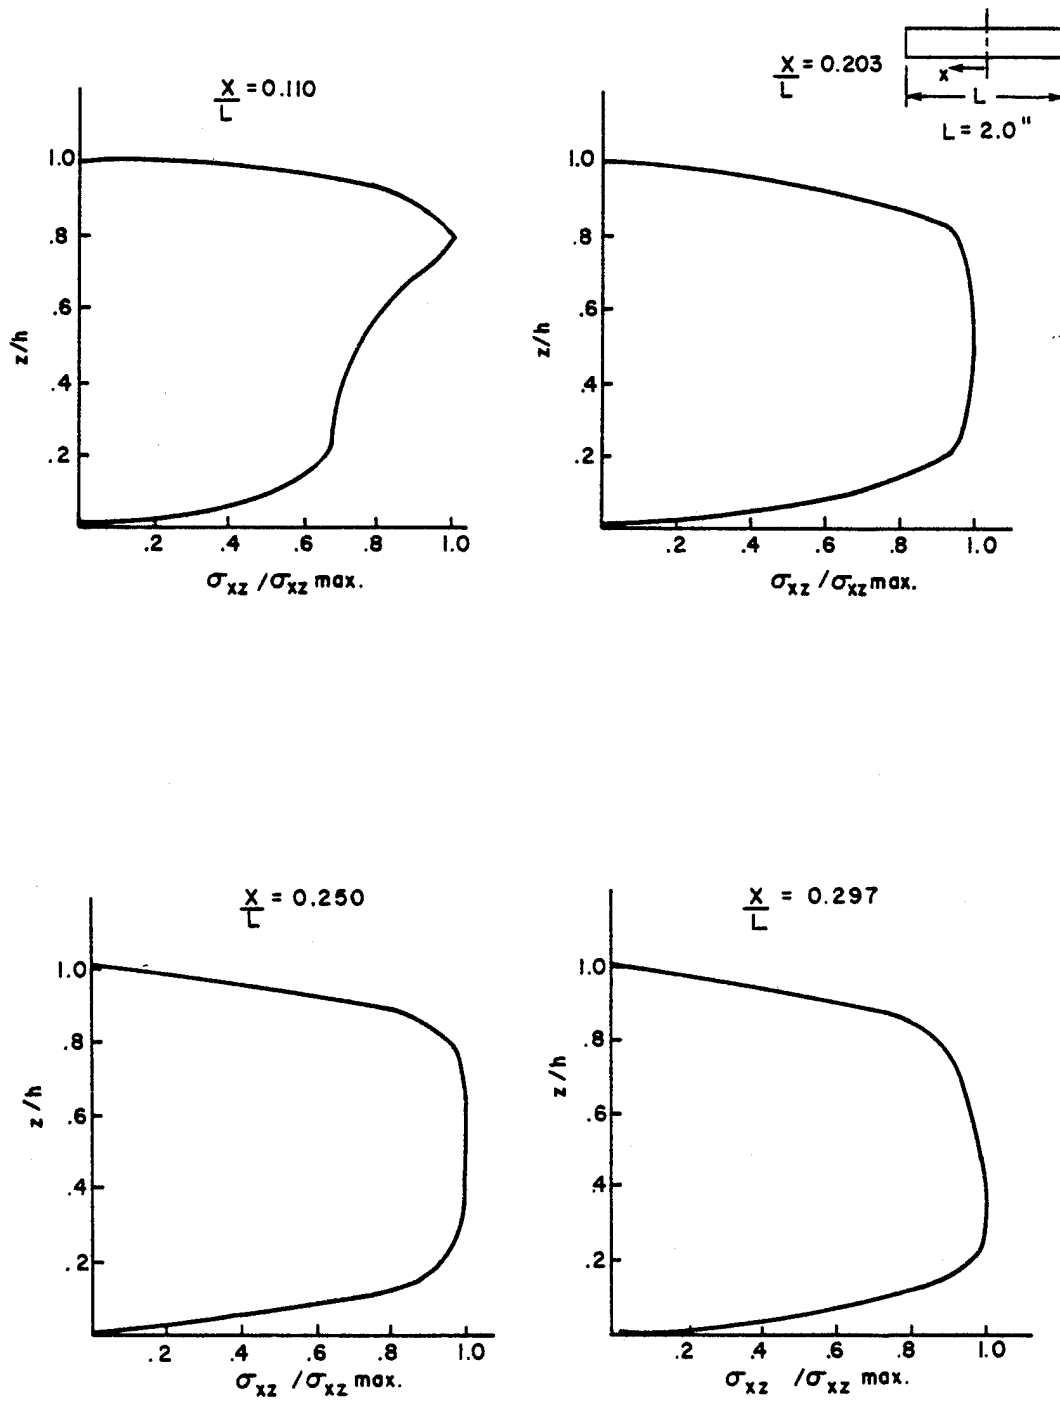 X/L = 0.110
1.0
.8
.6
.4
.2
z/h
.2 .4 .6 .8 1.0
σxz /σxz max.
X/L = 0.203
x
L
L = 2.0"
1.0
.8
.6
.4
.2
z/h
.2 .4 .6 .8 1.0
σxz /σxz max.
X/L = 0.250
1.0
.8
.6
.4
.2
z/h
.2 .4 .6 .8 1.0
σxz /σxz max.
X/L = 0.297
1.0
.8
.6
.4
.2
z/h
.2 .4 .6 .8 1.0
σxz /σxz max.